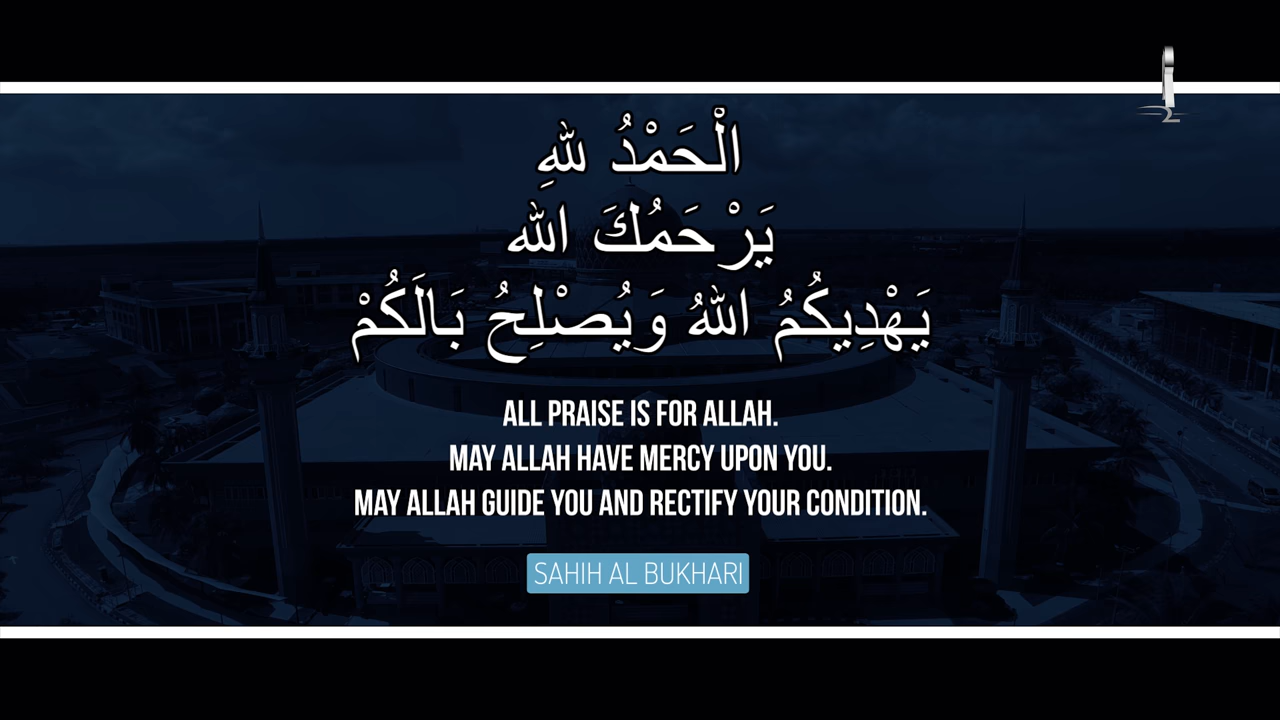 الْحَمْدُ لِلّٰهِ
يَرْحَمُكَ الله
يَهْدِيكُمُ اللهُ وَيُصْلِحُ بَالَكُمْ
ALL PRAISE IS FOR ALLAH.
MAY ALLAH HAVE MERCY UPON YOU.
MAY ALLAH GUIDE YOU AND RECTIFY YOUR CONDITION.
SAHIH AL BUKHARI